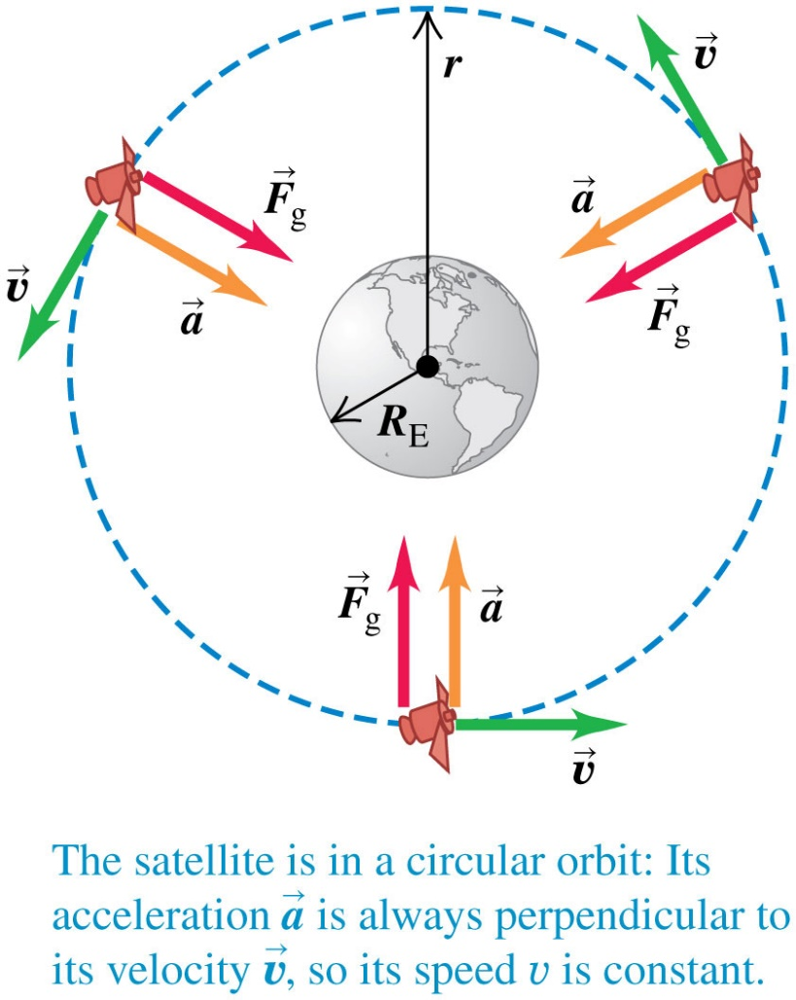 r
v⃗
F⃗g
a⃗
v⃗
a⃗
F⃗g
RE
F⃗g
a⃗
v⃗
The satellite is in a circular orbit: Its
acceleration a⃗ is always perpendicular to
its velocity v⃗, so its speed v is constant.